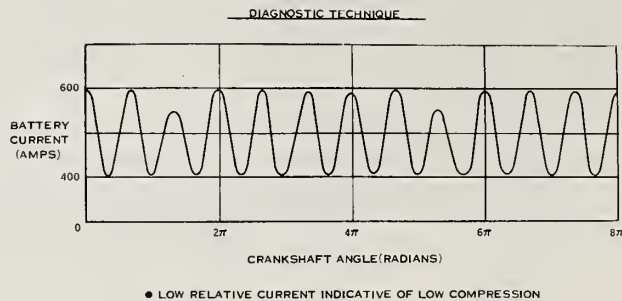 DIAGNOSTIC TECHNIQUE
600
BATTERY
CURRENT
(AMPS)
400
0
2π 4π 6π 8π
CRANKSHAFT ANGLE(RADIANS)
● LOW RELATIVE CURRENT INDICATIVE OF LOW COMPRESSION